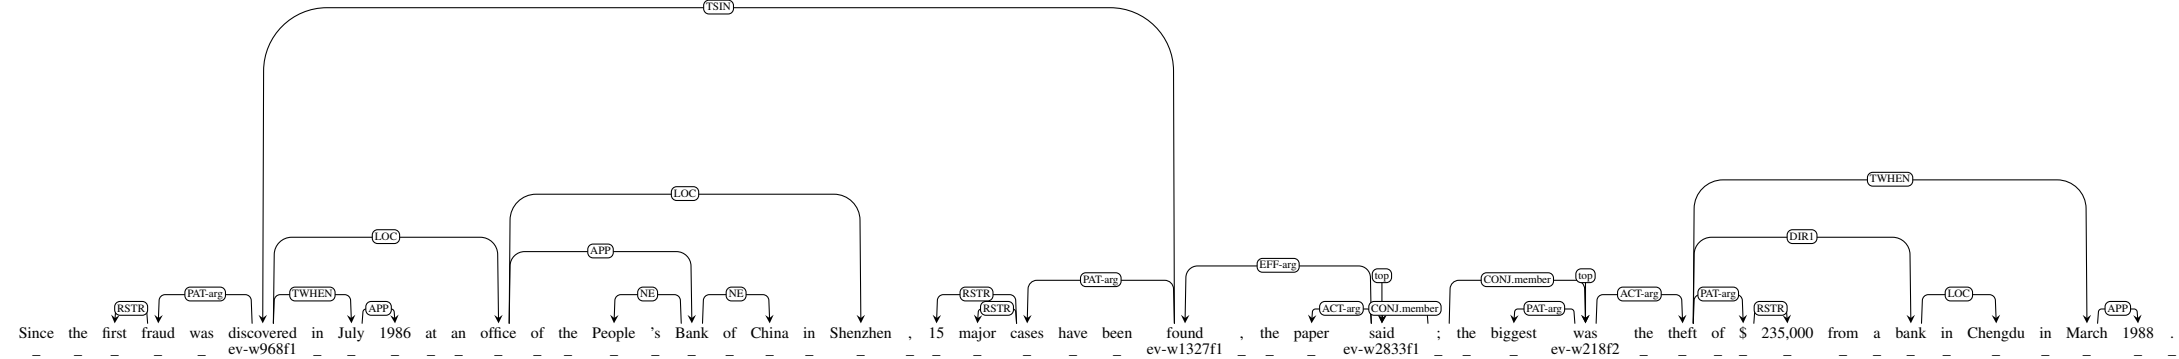 TSIN
TWHEN
LOC
LOC DIR1
APP
EFF-arg top top
PAT-arg CONJ.member
PAT-arg TWHEN NE NE RSTR ACT-arg PAT-arg LOC
RSTR APP RSTR ACT-arg CONJ.member PAT-arg RSTR APP
Since the first fraud was discovered in July 1986 at an office of the People 's Bank of China in Shenzhen , 15 major cases have been found , the paper said ; the biggest was the theft of $ 235,000 from a bank in Chengdu in March 1988
_ _ _ _ _ ev-w968f1 _ _ _ _ _ _ _ _ _ _ _ _ _ _ _ _ _ _ _ _ _ ev-w1327f1 _ _ _ ev-w2833f1 _ _ _ ev-w218f2 _ _ _ _ _ _ _ _ _ _ _ _ _